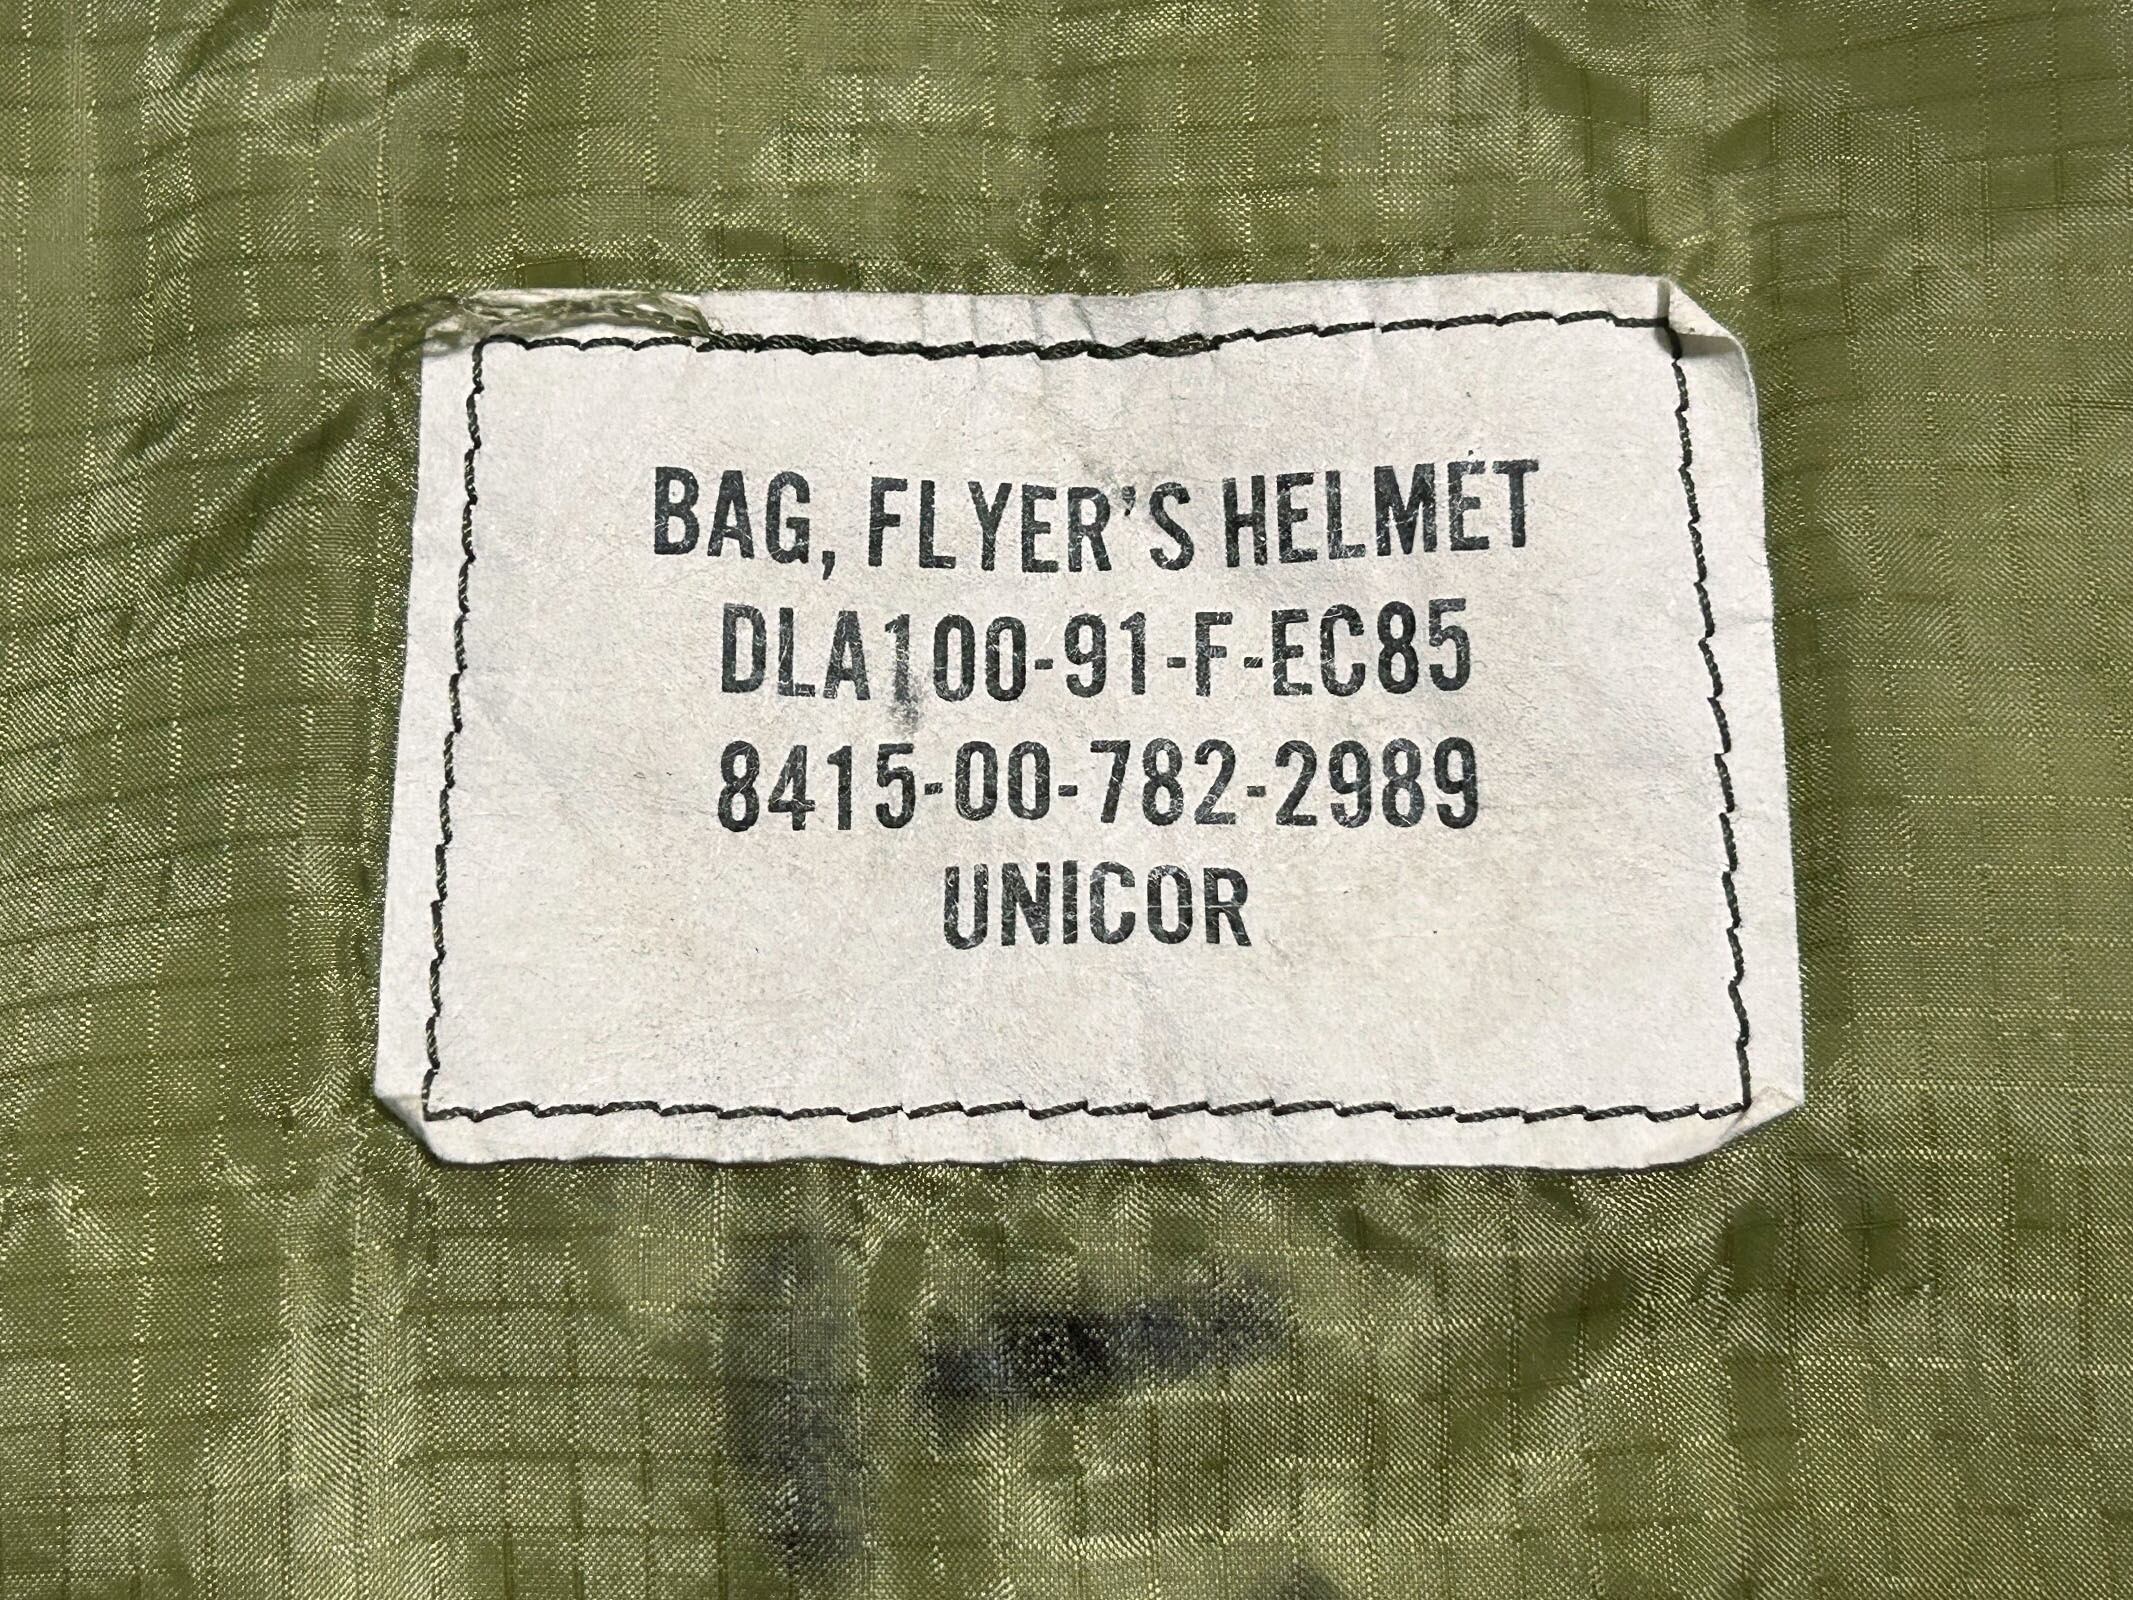 BAG, FLYER'S HELMET
DLA100-91-F-EC85
8415-00-782-2989
UNICOR